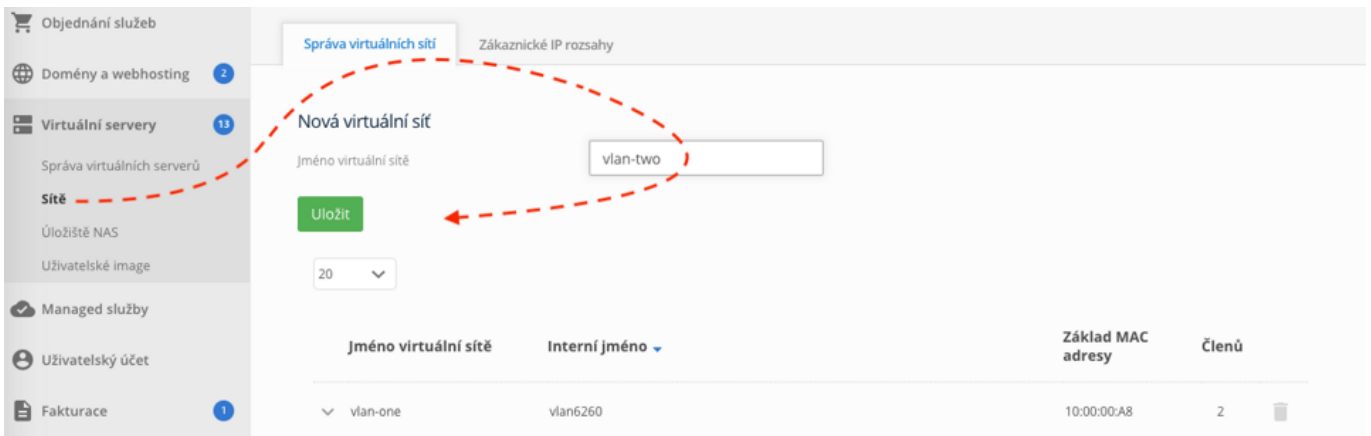 Objednání služeb
Domény a webhosting 2
Virtuální servery 13
Správa virtuálních serverů
Sítě
Úložiště NAS
Uživatelské image
Managed služby
Uživatelský účet
Fakturace 1
Správa virtuálních sítí Zákaznické IP rozsahy
Nová virtuální síť
Jméno virtuální sítě vlan-two
Uložit
20
Jméno virtuální sítě Interní jméno Základ MAC adresy Členů
vlan-one vlan6260 10:00:00:A8 2